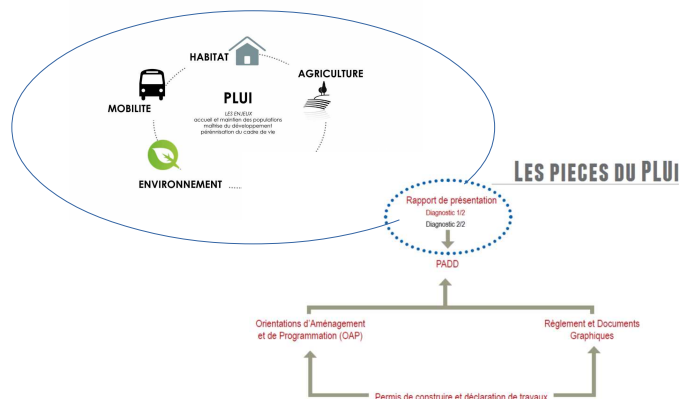 HABITAT
AGRICULTURE
MOBILITE
PLUI
LES ENJEUX
accueil et maintien des populations
maîtrise du développement
pérennisation du cadre de vie
ENVIRONNEMENT
LES PIECES DU PLUi
Rapport de présentation
Diagnostic 1/2
Diagnostic 2/2
PADD
Orientations d'Aménagement
et de Programmation (OAP)
Règlement et Documents
Graphiques
Permis de construire et déclaration de travaux